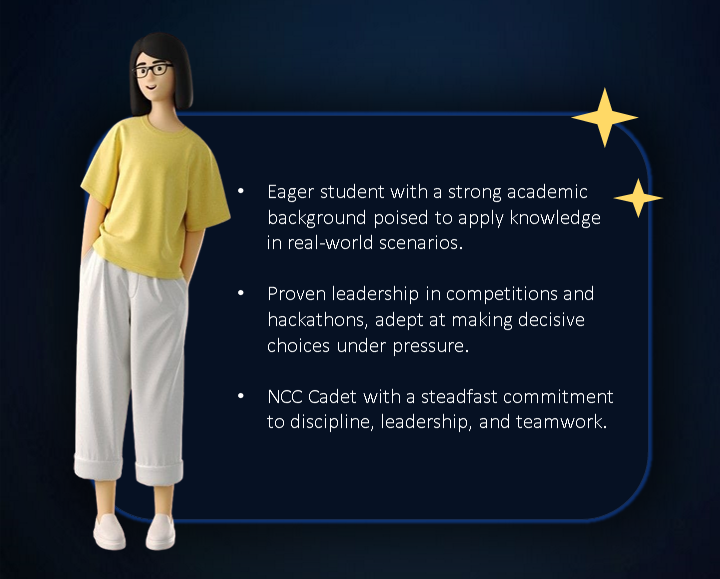 • Eager student with a strong academic
background poised to apply knowledge
in real-world scenarios.
• Proven leadership in competitions and
hackathons, adept at making decisive
choices under pressure.
• NCC Cadet with a steadfast commitment
to discipline, leadership, and teamwork.